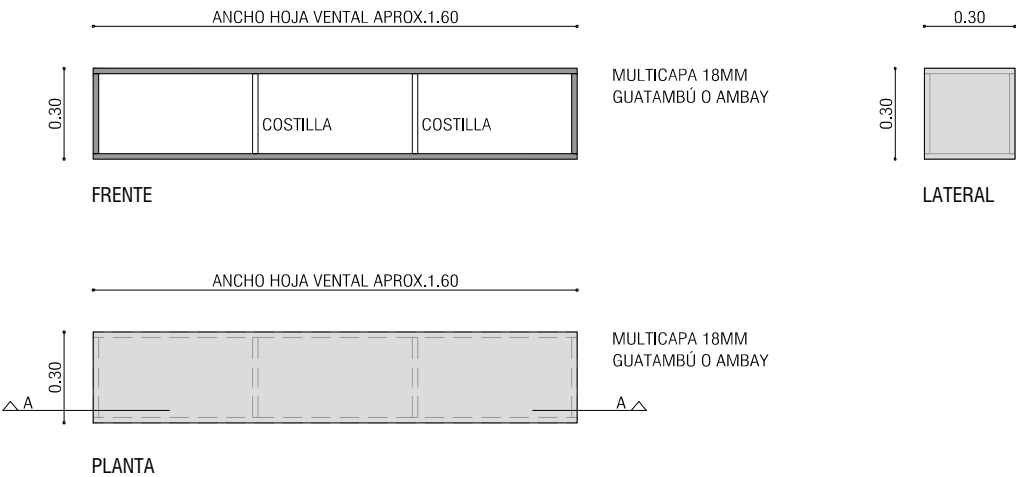 ANCHO HOJA VENTAL APROX.1.60
0.30
MULTICAPA 18MM
GUATAMBÚ O AMBAY
0.30
0.30
COSTILLA
COSTILLA
FRENTE
LATERAL
ANCHO HOJA VENTAL APROX.1.60
MULTICAPA 18MM
GUATAMBÚ O AMBAY
0.30
A
A
PLANTA